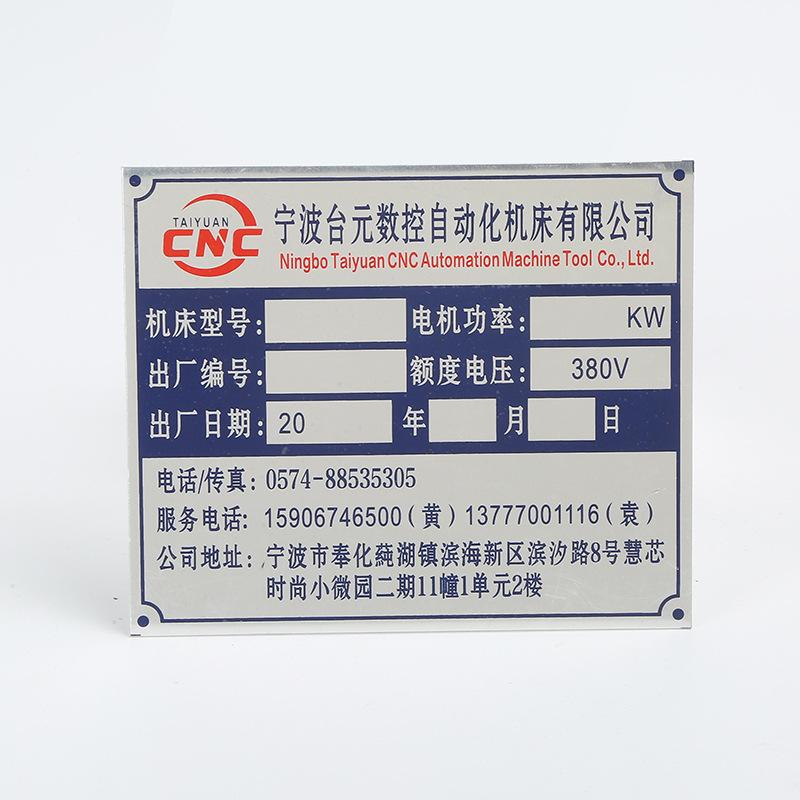 TAIYUAN
CNC
宁波台元数控自动化机床有限公司
Ningbo Taiyuan CNC Automation Machine Tool Co., Ltd.
机床型号: 电机功率: KW
出厂编号: 额度电压: 380V
出厂日期: 20 年 月 日
电话/传真: 0574-88535305
服务电话: 15906746500(黄) 13777001116(袁)
公司地址: 宁波市奉化莼湖镇滨海新区滨汐路8号慧芯
时尚小微园二期11幢1单元2楼